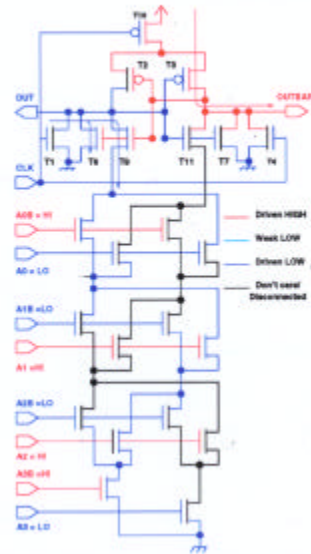 T10
T3
T5
OUT
OUTBAR
T1
T8
T9
T11
T7
T4
CLK
A0B = HI
A0 = LO
Driven HIGH
Weak LOW
Driven LOW
Don't care/
Disconnected
A1B = LO
A1 = HI
A2B = LO
A2 = HI
A3B = HI
A3 = LO